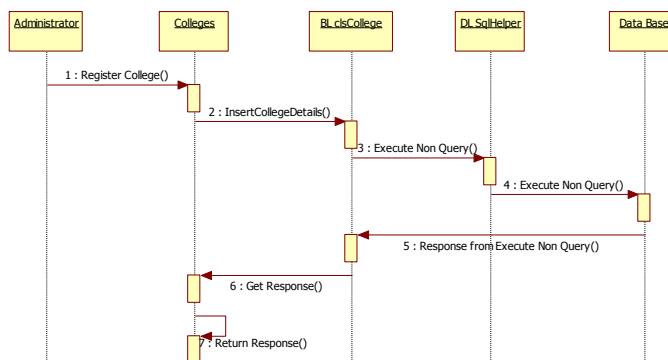 Administrator
Colleges
BL clsCollege
DL SqlHelper
Data Base
1 : Register College()
2 : InsertCollegeDetails()
3 : Execute Non Query()
4 : Execute Non Query()
5 : Response from Execute Non Query()
6 : Get Response()
7 : Return Response()